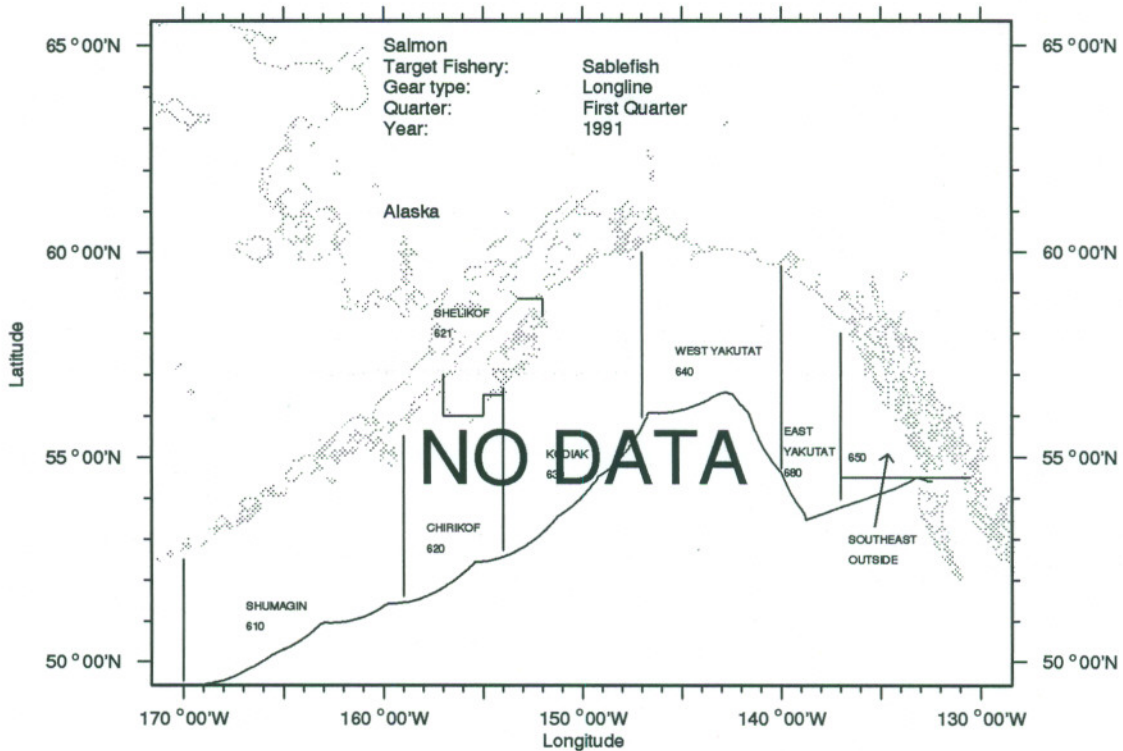 65°00'N
65°00'N
Salmon
Target Fishery: Sablefish
Gear type: Longline
Quarter: First Quarter
Year: 1991
Alaska
60°00'N
60°00'N
SHELIKOF
621
WEST YAKUTAT
640
Latitude
NO DATA
KODIAK
630
EAST
YAKUTAT
680
650
55°00'N
55°00'N
CHIRIKOF
620
SOUTHEAST
OUTSIDE
SHUMAGIN
610
50°00'N
50°00'N
170°00'W
160°00'W
150°00'W
140°00'W
130°00'W
Longitude